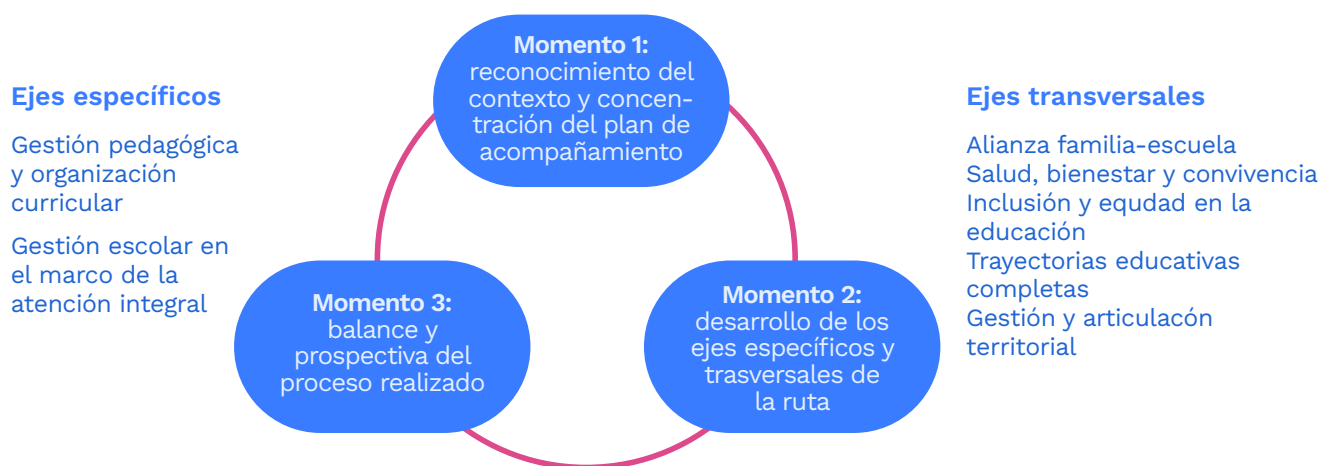 Ejes específicos
Gestión pedagógica
y organización
curricular
Gestión escolar en
el marco de la
atención integral
Momento 1:
reconocimiento del
contexto y concen-
tración del plan de
acompañamiento
Momento 2:
desarrollo de los
ejes específicos y
trasversales de
la ruta
Momento 3:
balance y
prospectiva del
proceso realizado
Ejes transversales
Alianza familia-escuela
Salud, bienestar y convivencia
Inclusión y equdad en la
educación
Trayectorias educativas
completas
Gestión y articulacón
territorial